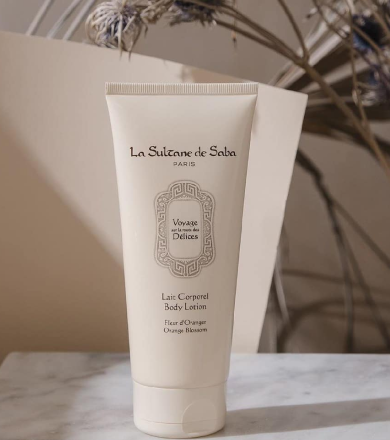 La Sultane de Saba
PARIS
Voyage
sur la route des
Délices
Lait Corporel
Body Lotion
Fleur d'Oranger
Orange Blossom